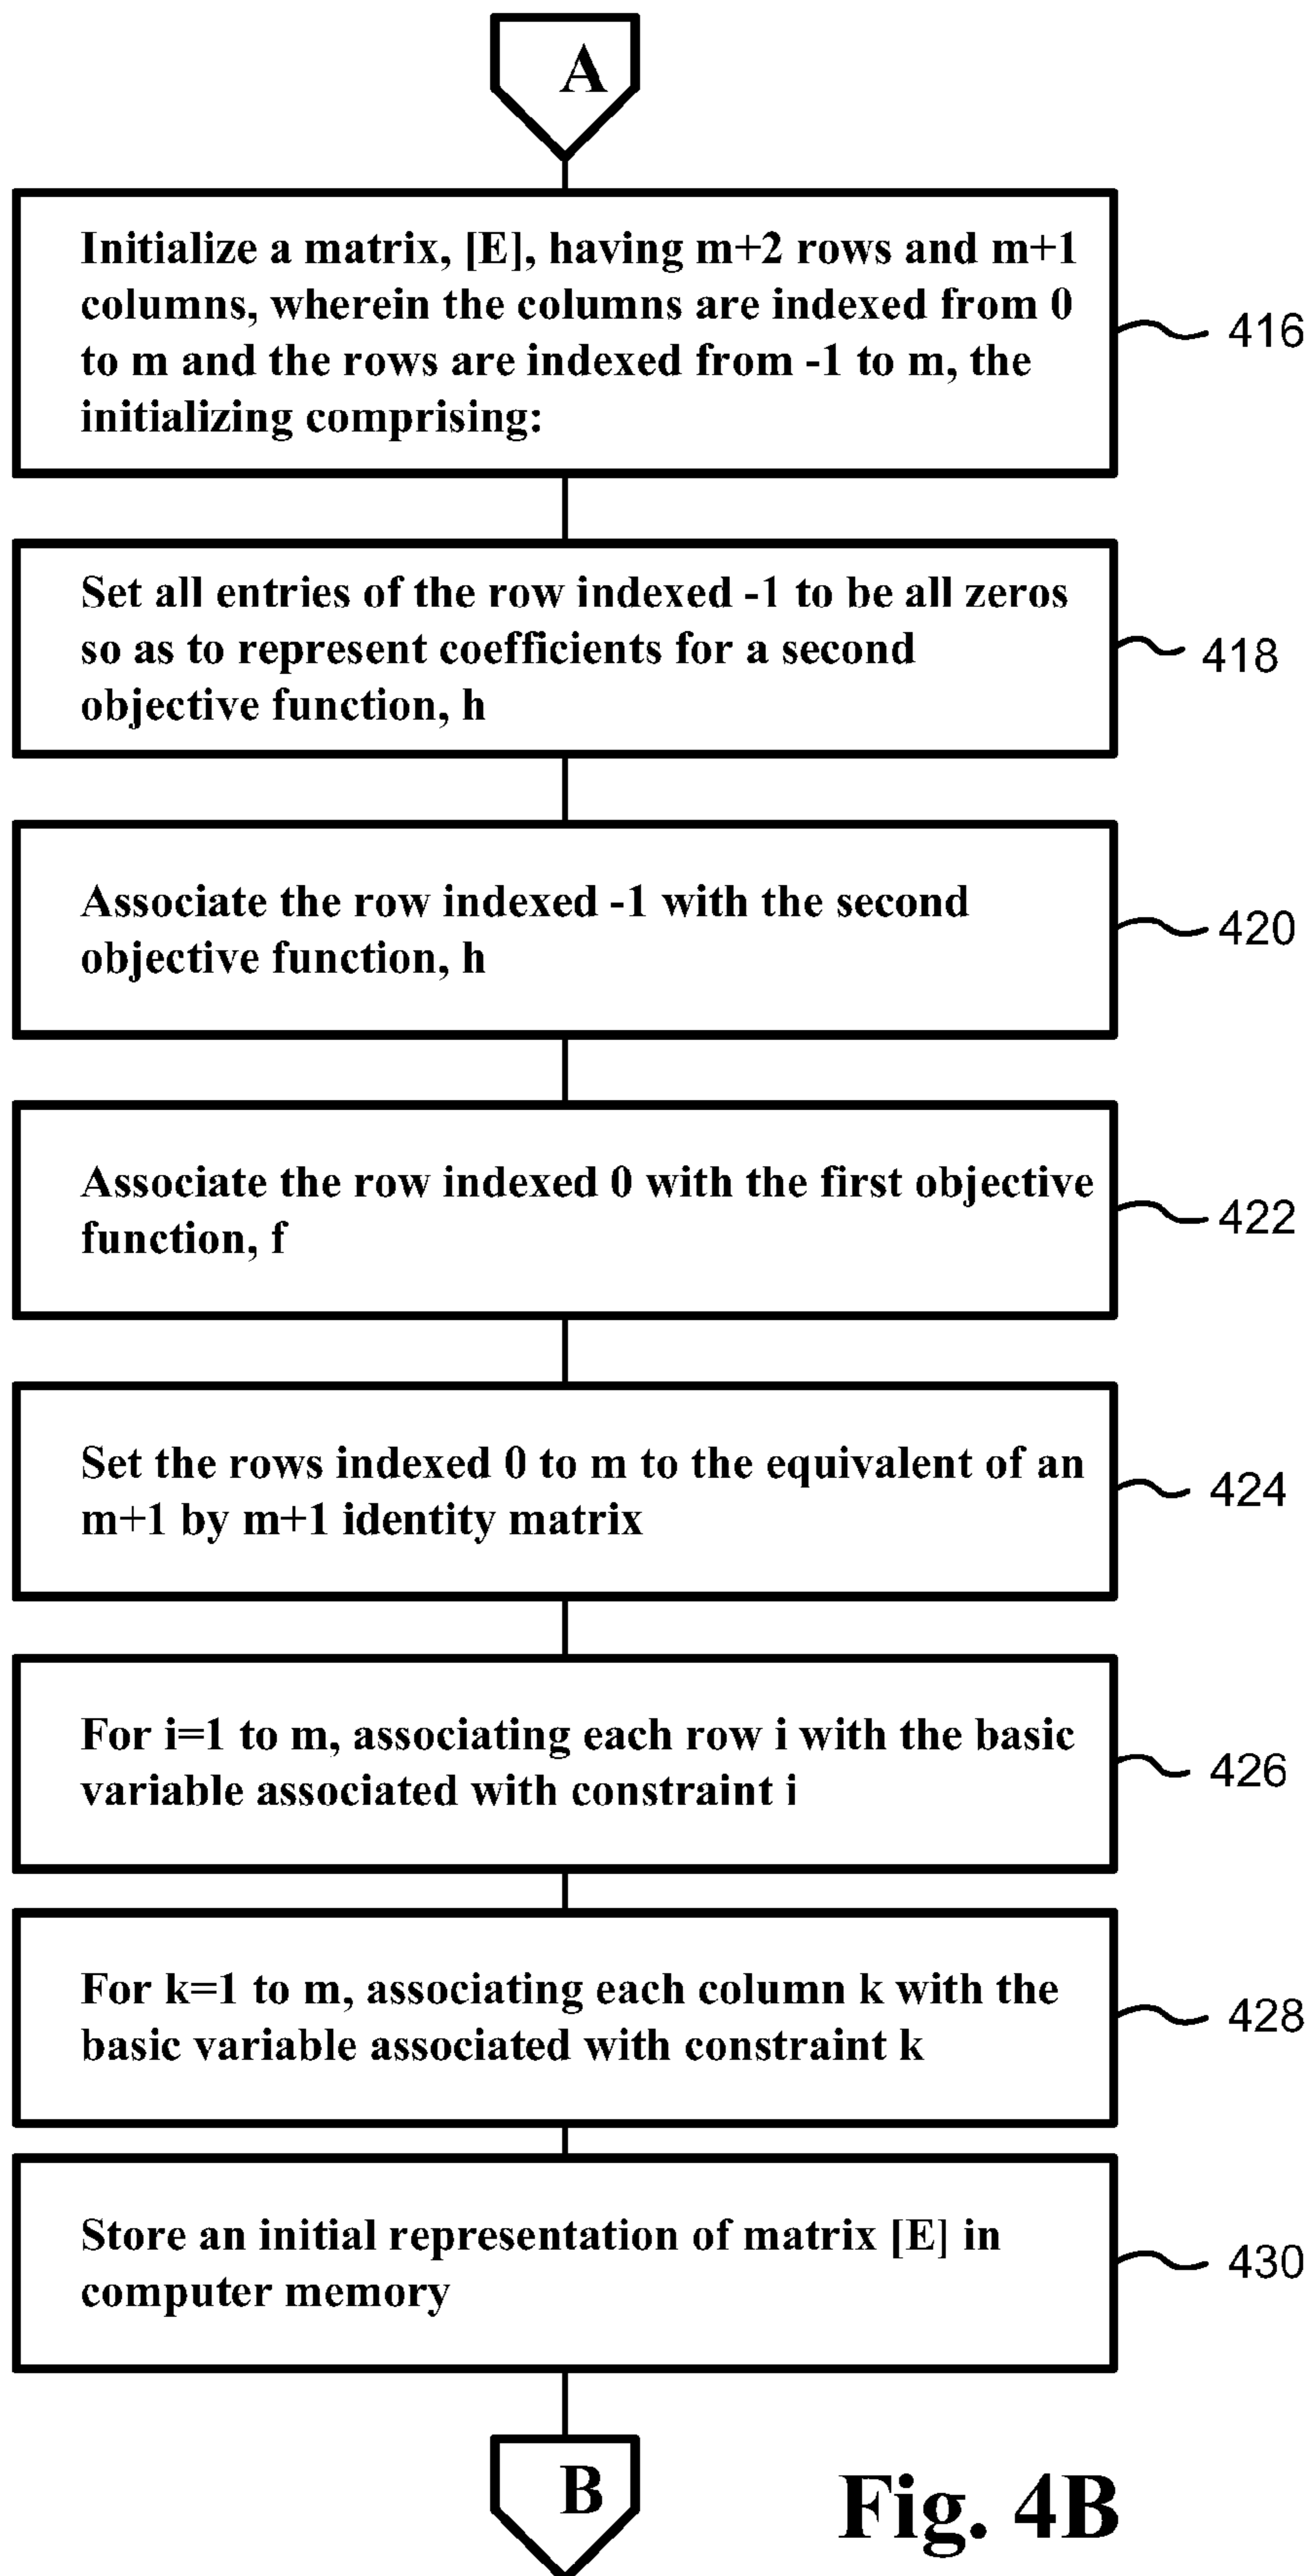 A
Initialize a matrix, [E], having m+2 rows and m+1
columns, wherein the columns are indexed from 0
to m and the rows are indexed from -1 to m, the
initializing comprising:
416
Set all entries of the row indexed -1 to be all zeros
so as to represent coefficients for a second
objective function, h
418
Associate the row indexed -1 with the second
objective function, h
420
Associate the row indexed 0 with the first objective
function, f
422
Set the rows indexed 0 to m to the equivalent of an
m+1 by m+1 identity matrix
424
For i=1 to m, associating each row i with the basic
variable associated with constraint i
426
For k=1 to m, associating each column k with the
basic variable associated with constraint k
428
Store an initial representation of matrix [E] in
computer memory
430
B
Fig. 4B